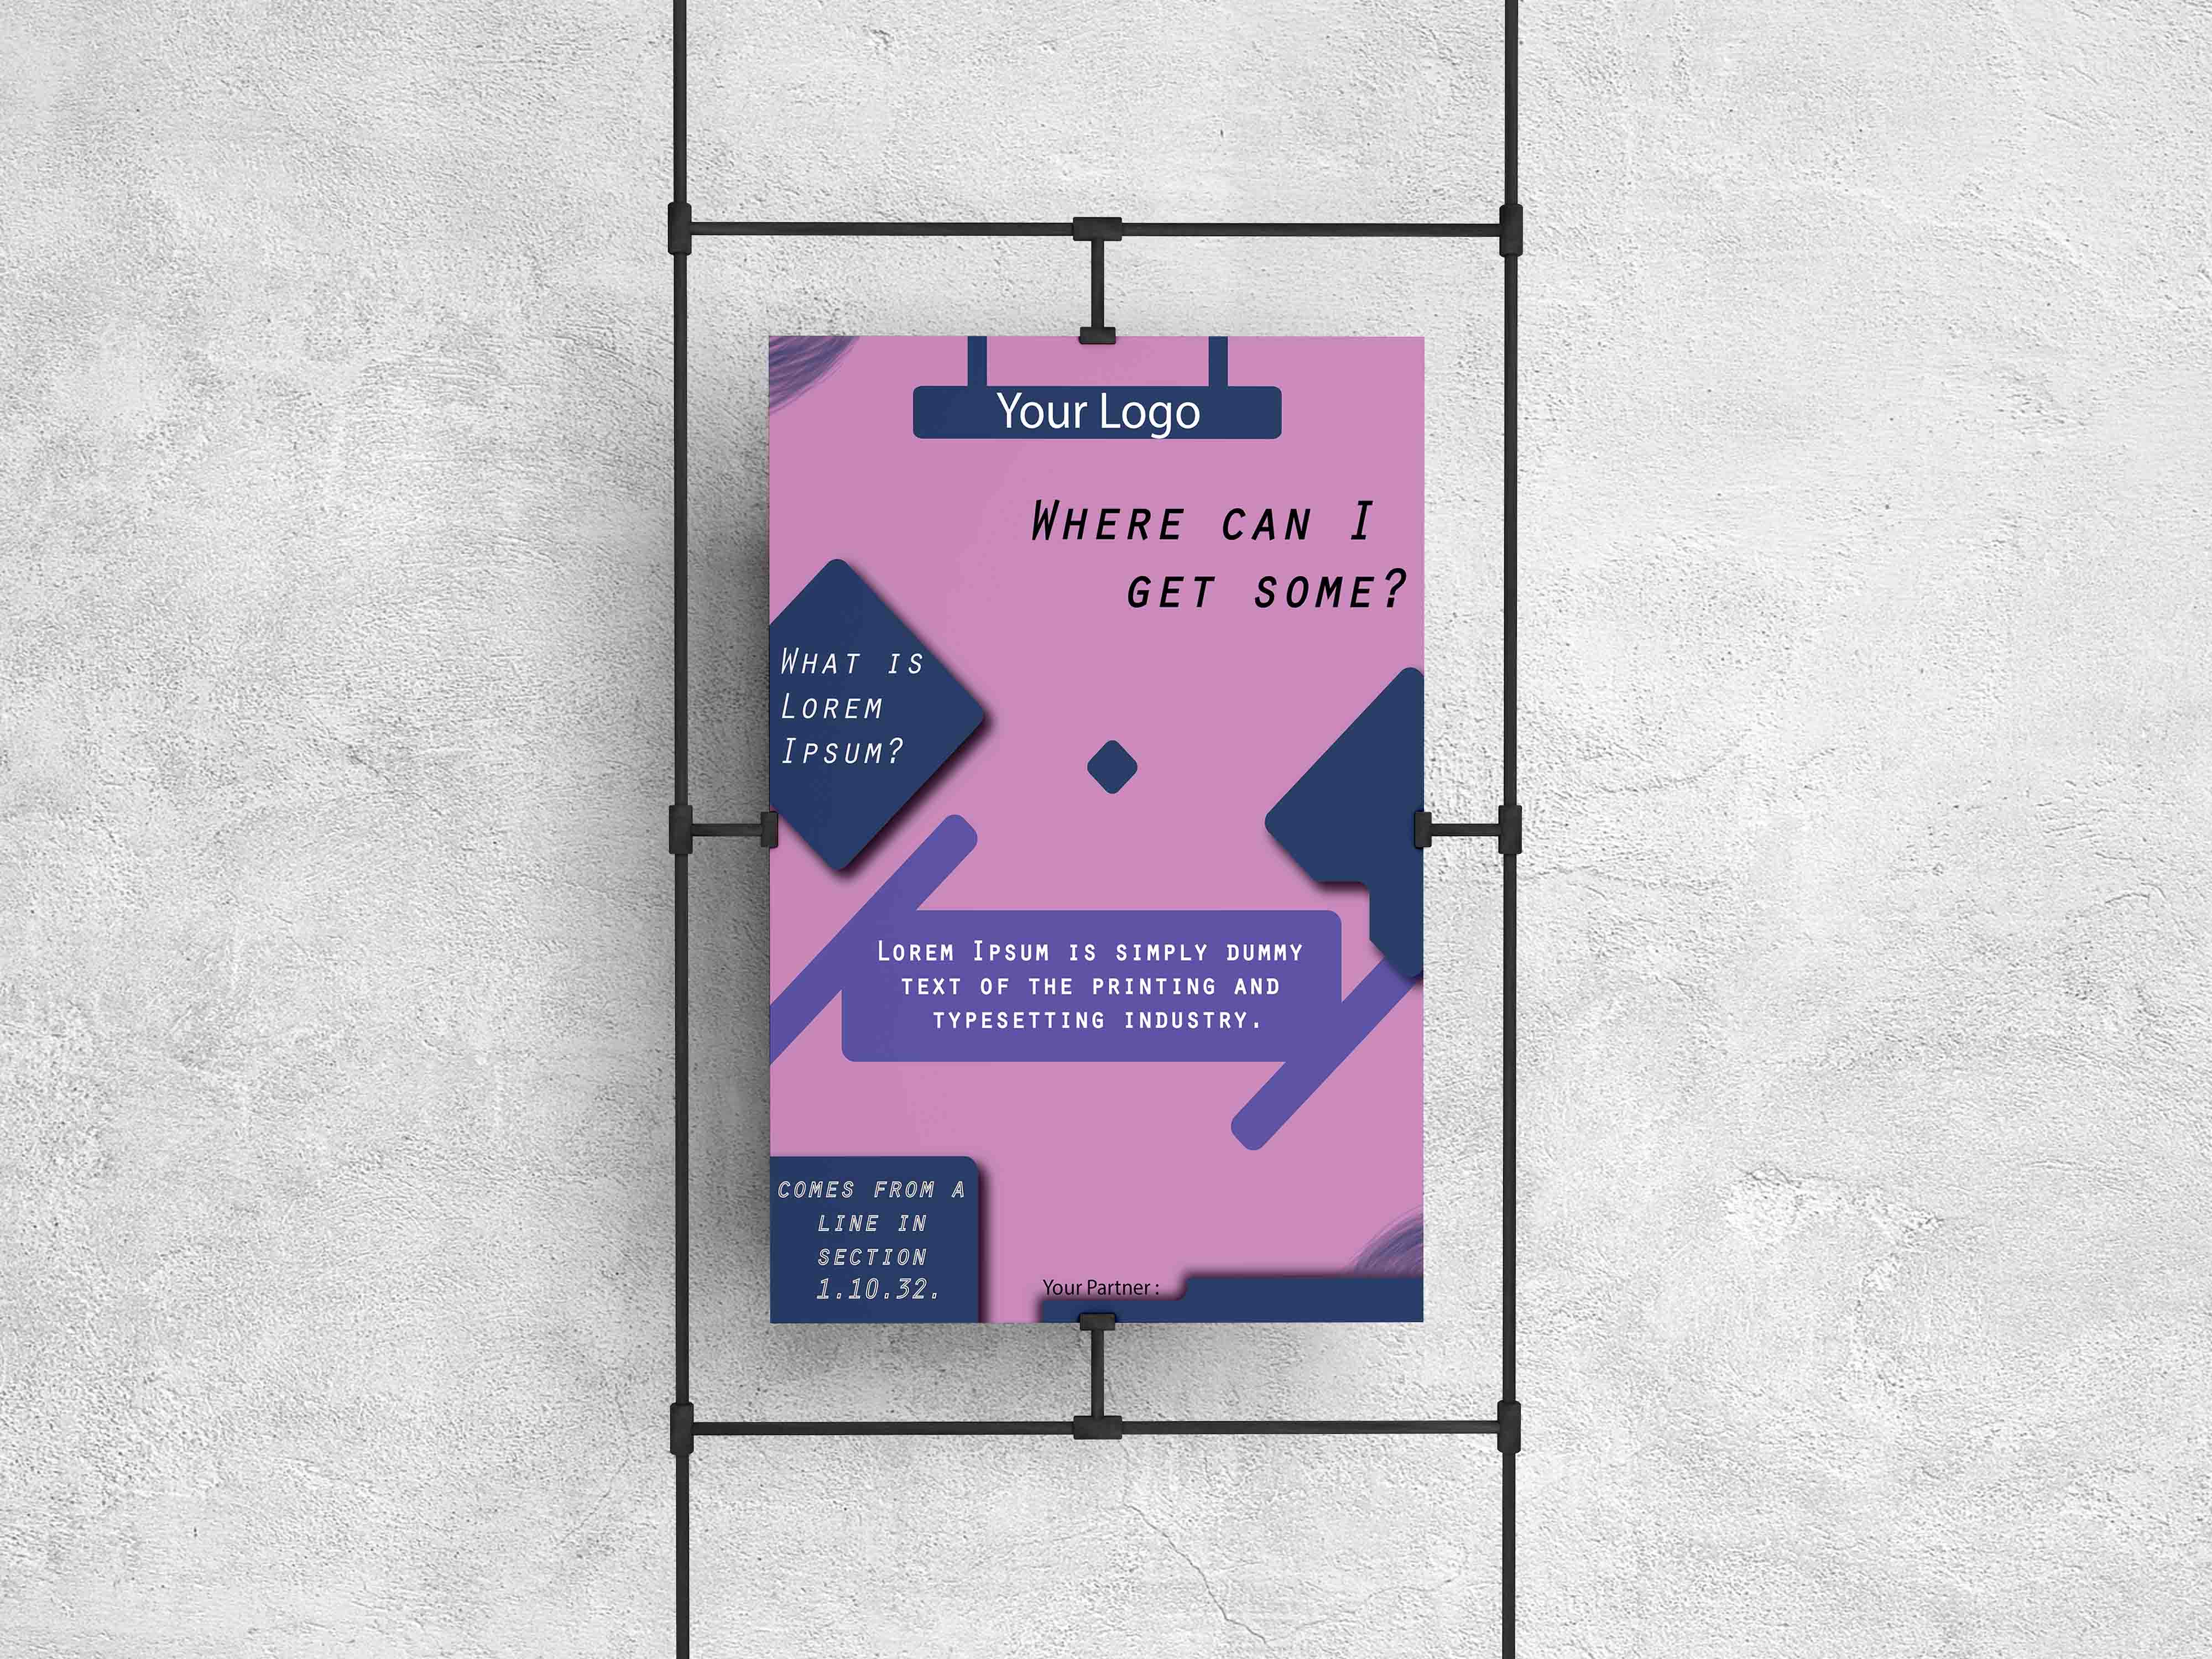 Your Logo
Where can I
get some?
What is
Lorem
Ipsum?
Lorem Ipsum is simply dummy
text of the printing and
typesetting industry.
comes from a
line in
section
1.10.32.
Your Partner :